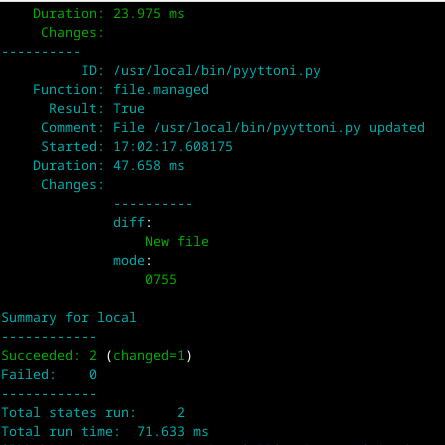 Duration: 23.975 ms
Changes:
----------
ID: /usr/local/bin/pyyttoni.py
Function: file.managed
Result: True
Comment: File /usr/local/bin/pyyttoni.py updated
Started: 17:02:17.608175
Duration: 47.658 ms
Changes:
----------
diff:
New file
mode:
0755
Summary for local
------------
Succeeded: 2 (changed=1)
Failed: 0
------------
Total states run: 2
Total run time: 71.633 ms